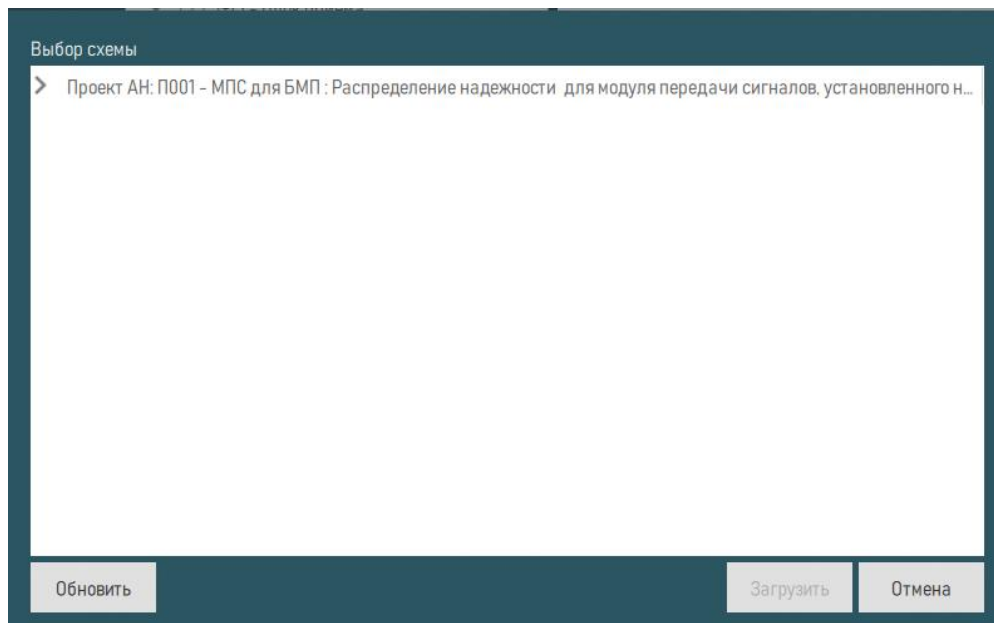 Выбор схемы
Проект АН: П001 - МПС для БМП : Распределение надежности для модуля передачи сигналов, установленного н...
Обновить
Загрузить
Отмена